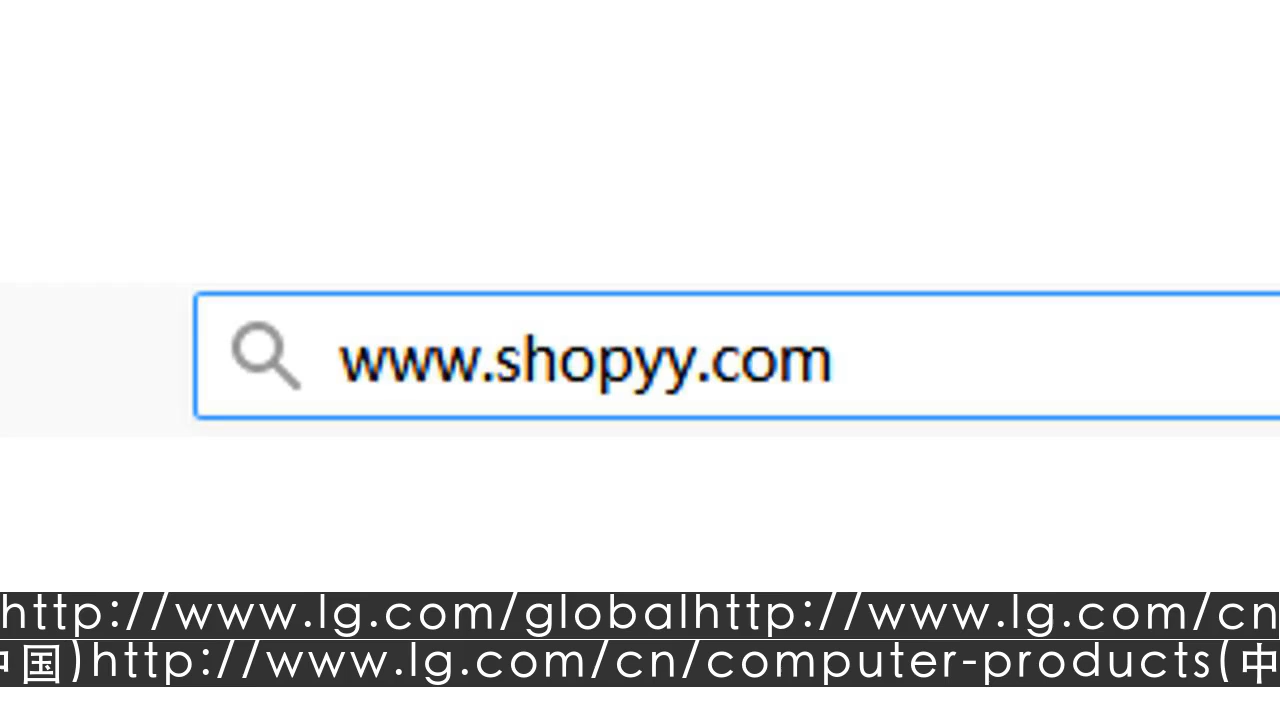 www.shopyy.com
http://www.lg.com/globalhttp://www.lg.com/cn
中国)http://www.lg.com/cn/computer-products(中